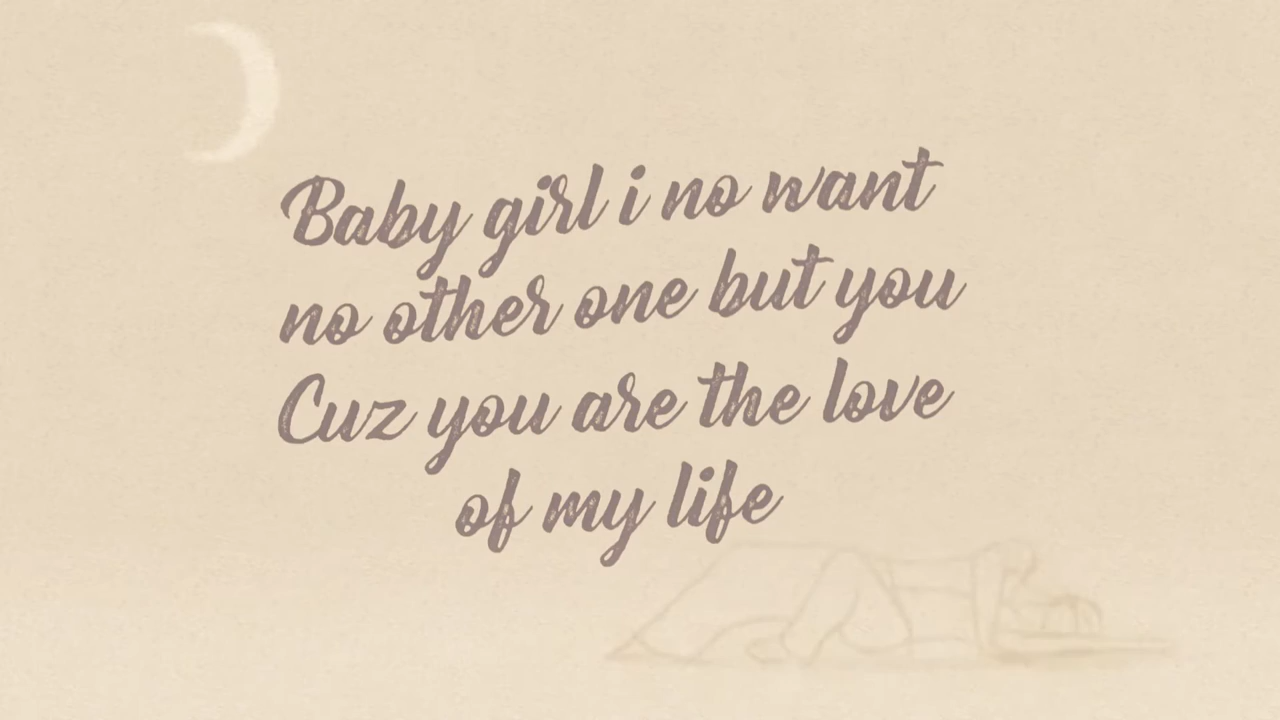 Baby girl i no want
no other one but you
Cuz you are the love
of my life